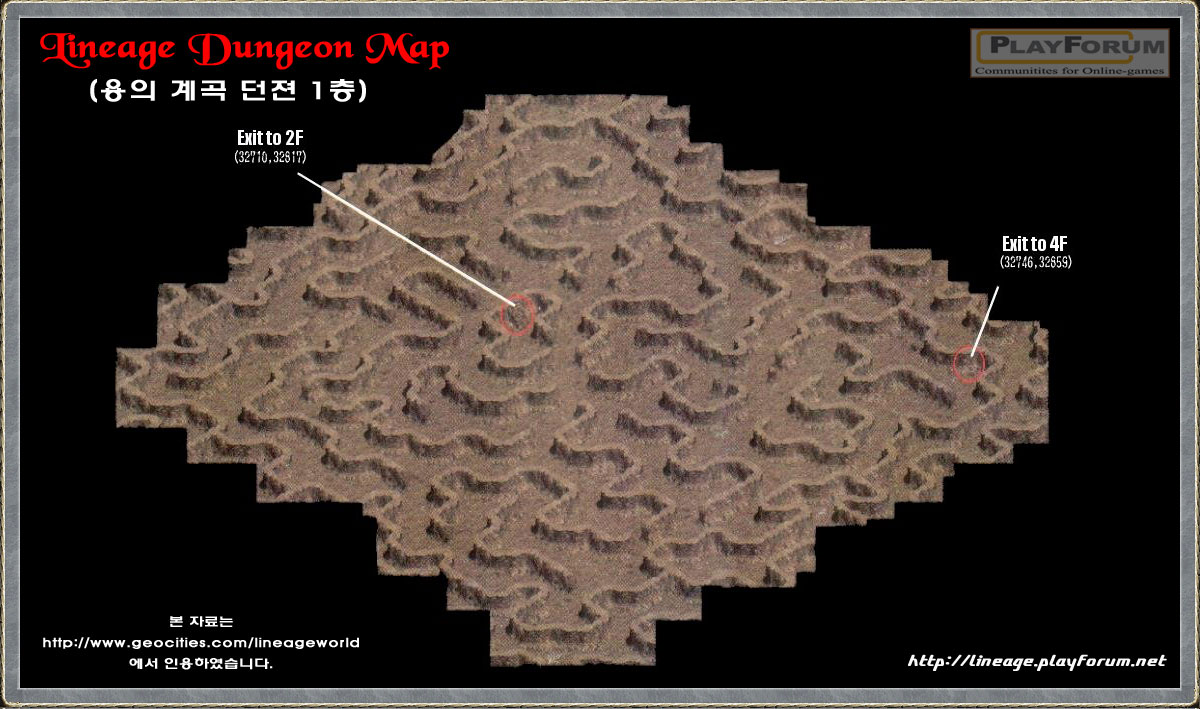 Lineage Dungeon Map
(용의 계곡 던젼 1층)
PLAYFORUM
Communitites for Online-games
Exit to 2F
(32710,32817)
Exit to 4F
(32746,32859)
본 자료는
http://www.geocities.com/lineageworld
에서 인용하였습니다.
http://lineage.playforum.net